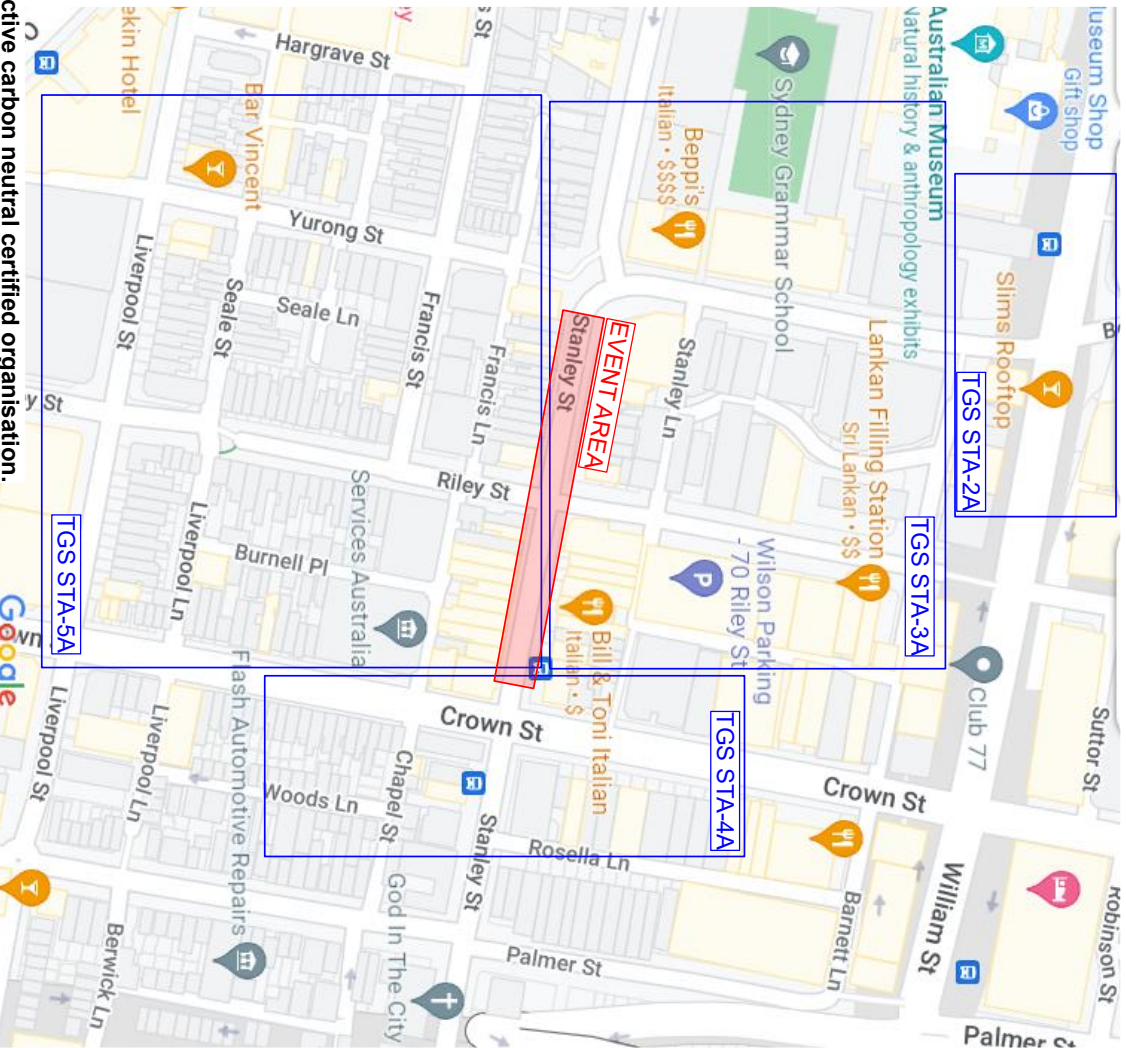 Museum Shop
Gift shop
Australian Museum
Natural history & anthropology exhibits
Slims Rooftop
TGS STA-2A
Sydney Grammar School
Beppi's
Italian • $$$$
Hargrave St
Bar Vincent
ekin Hotel
Yurong St
Lankan Filling Station
Sri Lankan • $$
Stanley Ln
Stanley St
EVENT AREA
Francis St
Francis Ln
Seale Ln
Seale St
Liverpool St
y St
Riley St
TGS STA-3A
Wilson Parking
- 70 Riley St
Club 77
Suttor St
Bill & Toni Italian
Italian • $
Services Australia
Burnell Pl
Liverpool Ln
TGS STA-5A
Google
Crown St
Crown St
TGS STA-4A
Chapel St
Woods Ln
Flash Automotive Repairs
Liverpool Ln
Liverpool St
Stanley St
Rosella Ln
Barnett Ln
William St
Robinson St
God In The City
Palmer St
Palmer St
Berwick Ln
ctive carbon neutral certified organisation.